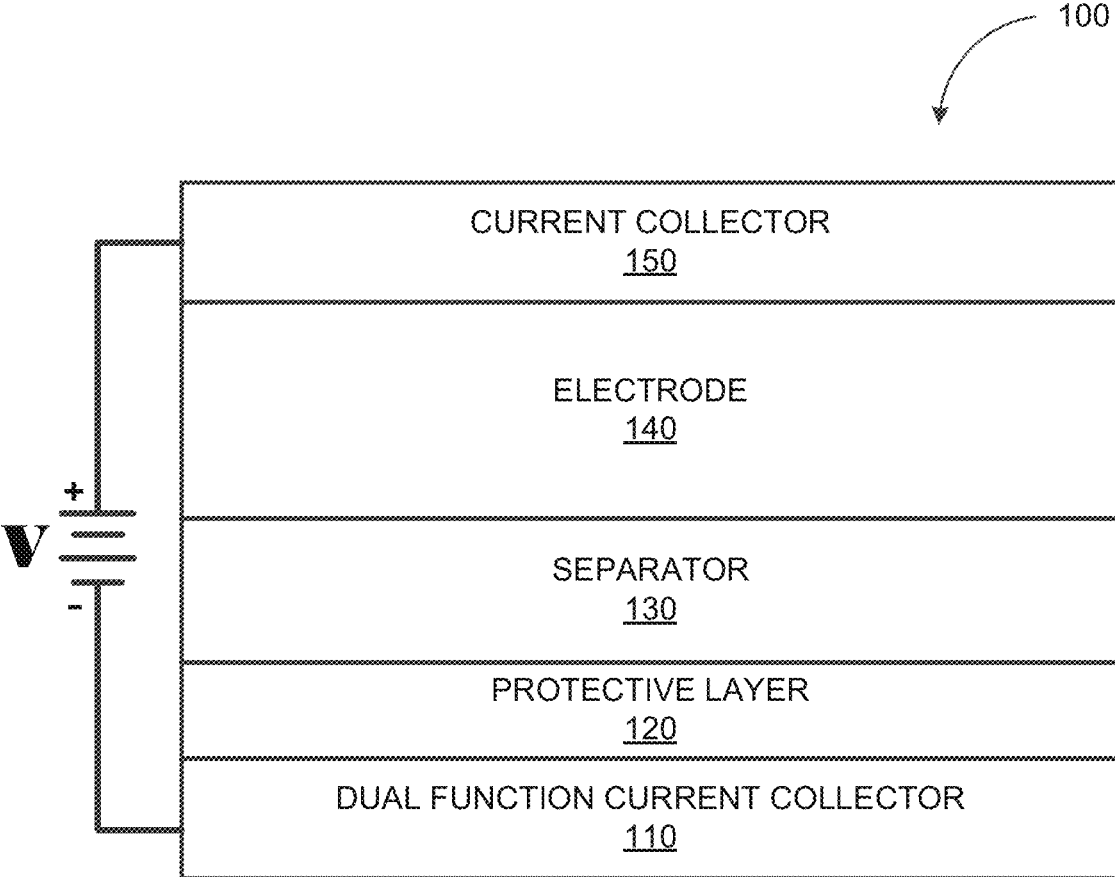 100
CURRENT COLLECTOR
150
ELECTRODE
140
+
V
SEPARATOR
130
-
PROTECTIVE LAYER
120
DUAL FUNCTION CURRENT COLLECTOR
110